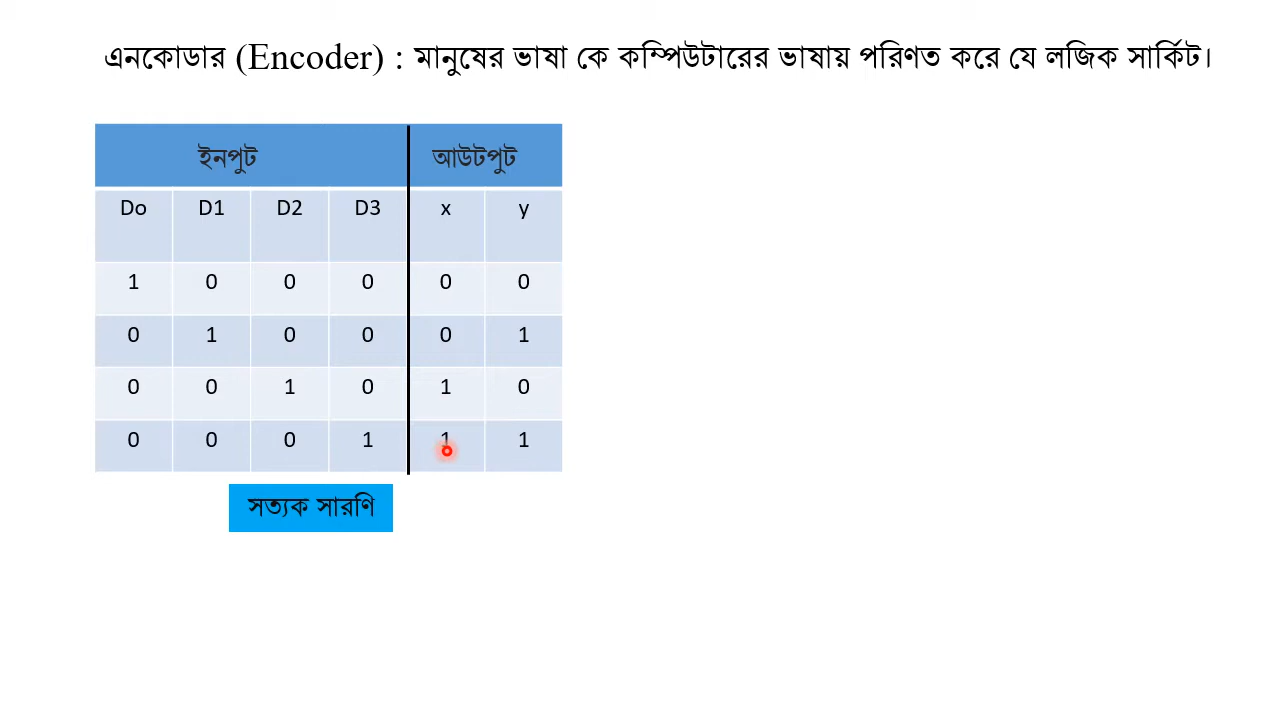 এনকোডার (Encoder) : মানুষের ভাষা কে কম্পিউটারের ভাষায় পরিণত করে যে লজিক সার্কিট।
ইনপুট আউটপুট
Do D1 D2 D3 x y
1 0 0 0 0 0
0 1 0 0 0 1
0 0 1 0 1 0
0 0 0 1 1 1
সত্যক সারণি